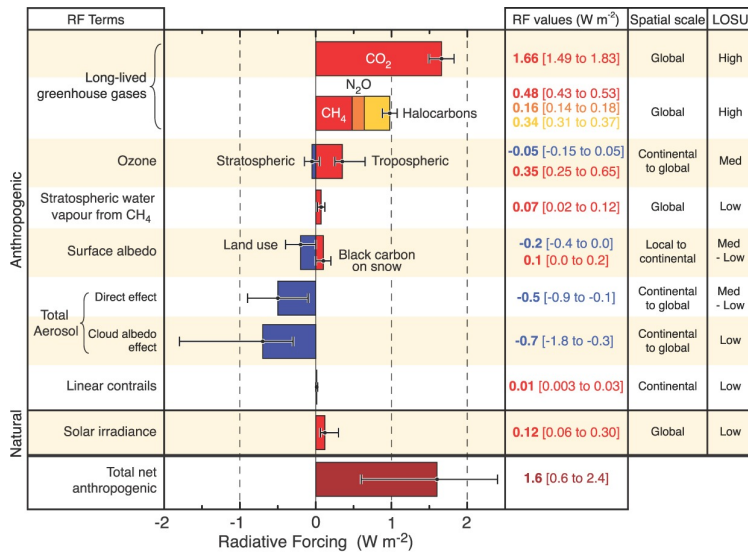 RF Terms
RF values (W m-2)
Spatial scale
LOSU
Anthropogenic
Natural
Long-lived
greenhouse gases
CO2
1.66 [1.49 to 1.83]
Global
High
N2O
CH4
Halocarbons
0.48 [0.43 to 0.53]
0.16 [0.14 to 0.18]
0.34 [0.31 to 0.37]
Global
High
Ozone
Stratospheric
Tropospheric
-0.05 [-0.15 to 0.05]
0.35 [0.25 to 0.65]
Continental
to global
Med
Stratospheric water
vapour from CH4
0.07 [0.02 to 0.12]
Global
Low
Surface albedo
Land use
Black carbon
on snow
-0.2 [-0.4 to 0.0]
0.1 [0.0 to 0.2]
Local to
continental
Med
- Low
Total
Aerosol
Direct effect
-0.5 [-0.9 to -0.1]
Continental
to global
Med
- Low
Cloud albedo
effect
-0.7 [-1.8 to -0.3]
Continental
to global
Low
Linear contrails
0.01 [0.003 to 0.03]
Continental
Low
Solar irradiance
0.12 [0.06 to 0.30]
Global
Low
Total net
anthropogenic
1.6 [0.6 to 2.4]
-2 -1 0 1 2
Radiative Forcing (W m-2)